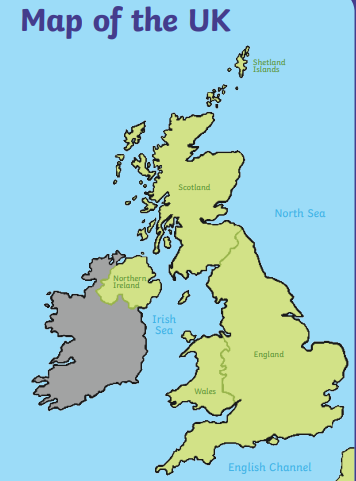 Map of the UK
Shetland
Islands
Scotland
North Sea
Northern
Ireland
Irish
Sea
England
Wales
English Channel